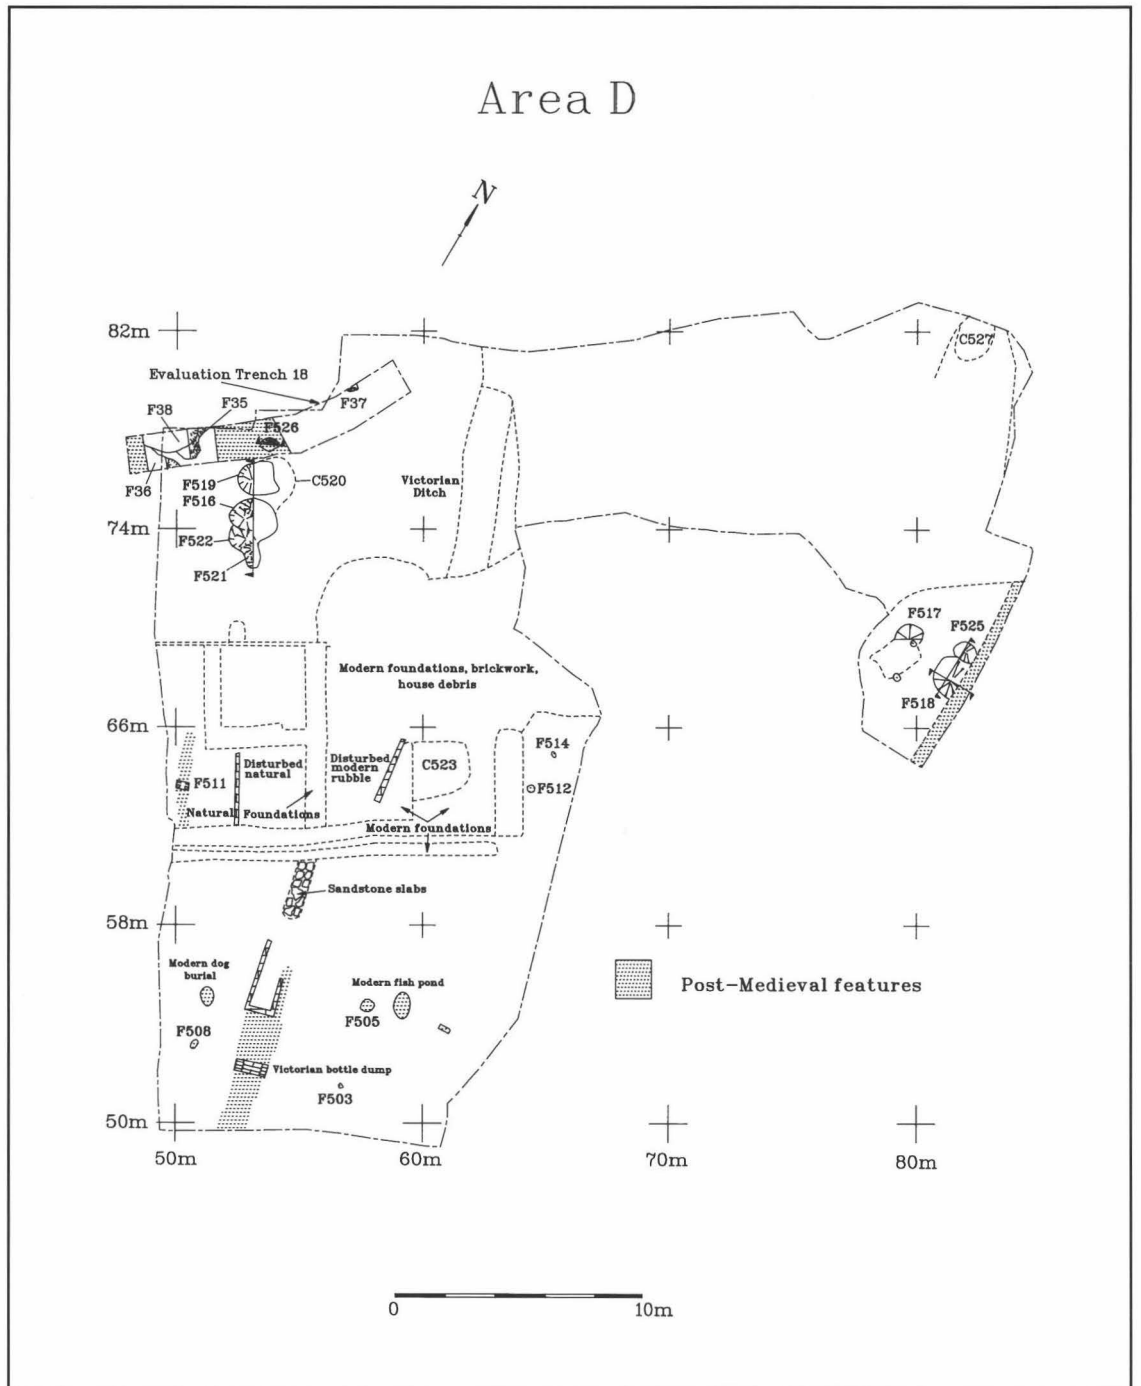 Area D
N
82m
C527
Evaluation Trench 18
F38
F35
F37
F526
F36
F519
C520
F516
Victorian
Ditch
74m
F522
F521
F517
F525
F518
Modern foundations, brickwork,
house debris
66m
F514
Disturbed
natural
Disturbed
modern
rubble
C523
F511
F512
Natural
Foundations
Modern foundations
Sandstone slabs
58m
Modern dog
burial
Modern fish pond
Post-Medieval features
F505
F508
Victorian bottle dump
F503
50m
50m
60m
70m
80m
0
10m